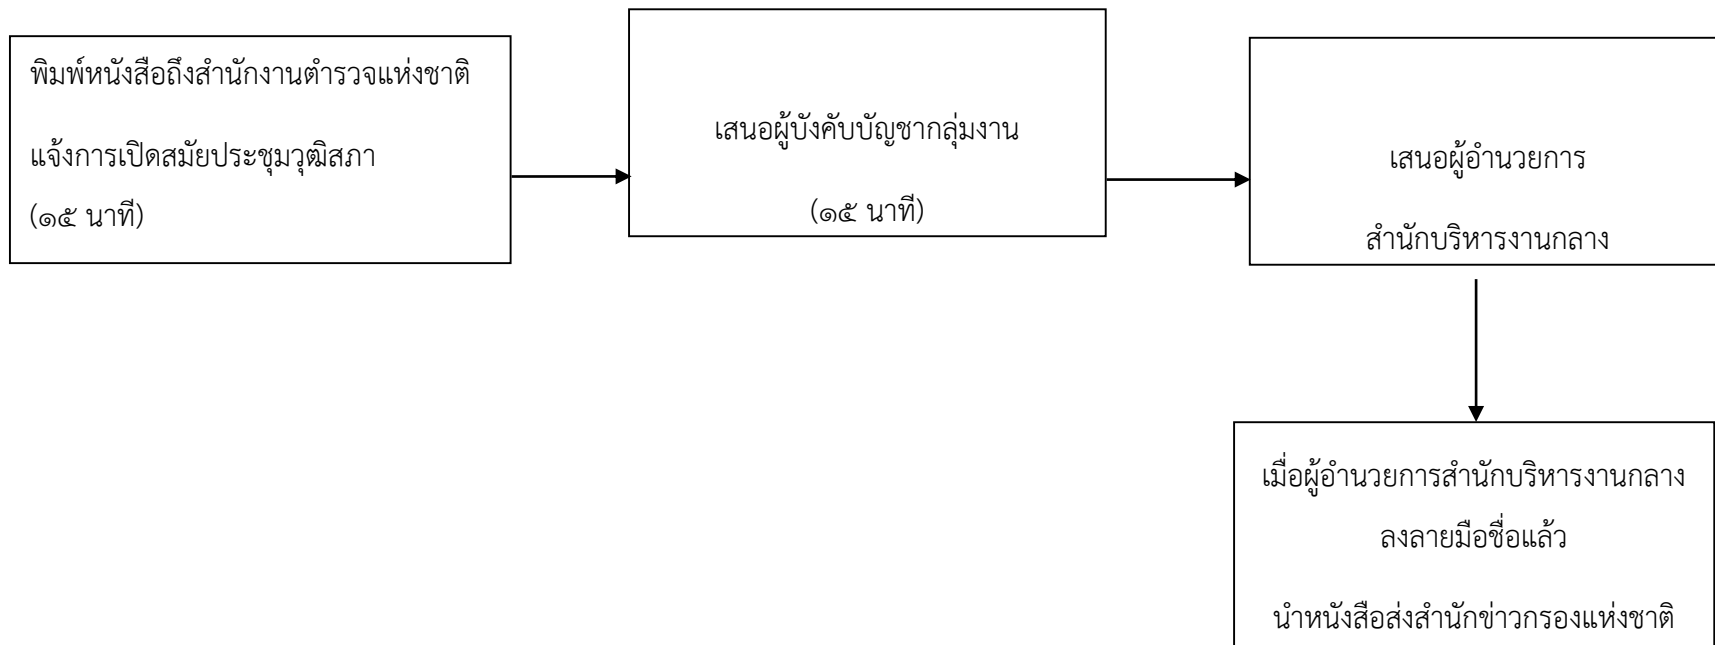 พิมพ์หนังสือถึงสำนักงานตำรวจแห่งชาติ
แจ้งการเปิดสมัยประชุมวุฒิสภา
(๑๕ นาที)
เสนอผู้บังคับบัญชากลุ่มงาน
(๑๕ นาที)
เสนอผู้อำนวยการ
สำนักบริหารงานกลาง
เมื่อผู้อำนวยการสำนักบริหารงานกลาง
ลงลายมือชื่อแล้ว
นำหนังสือส่งสำนักข่าวกรองแห่งชาติ